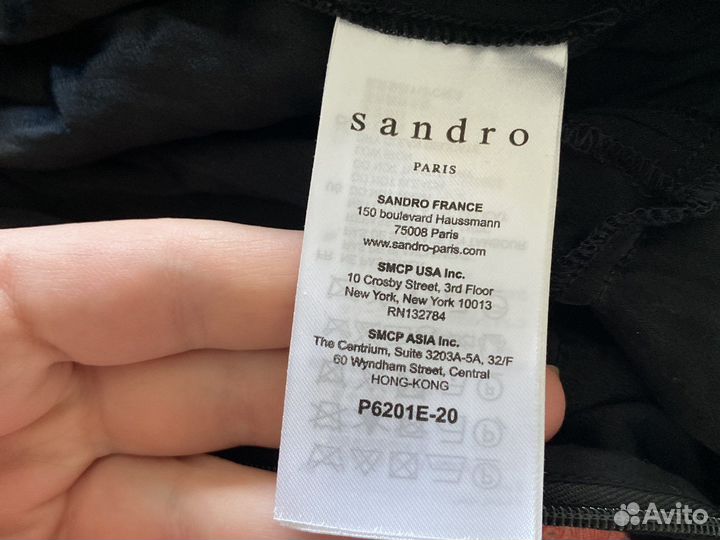 sandro
PARIS
SANDRO FRANCE
150 boulevard Haussmann
75008 Paris
www.sandro-paris.com
SMCP USA Inc.
10 Crosby Street, 3rd Floor
New York, New York 10013
RN132784
SMCP ASIA Inc.
The Centrium, Suite 3203A-5A, 32/F
60 Wyndham Street, Central
HONG-KONG
P6201E-20
Avito